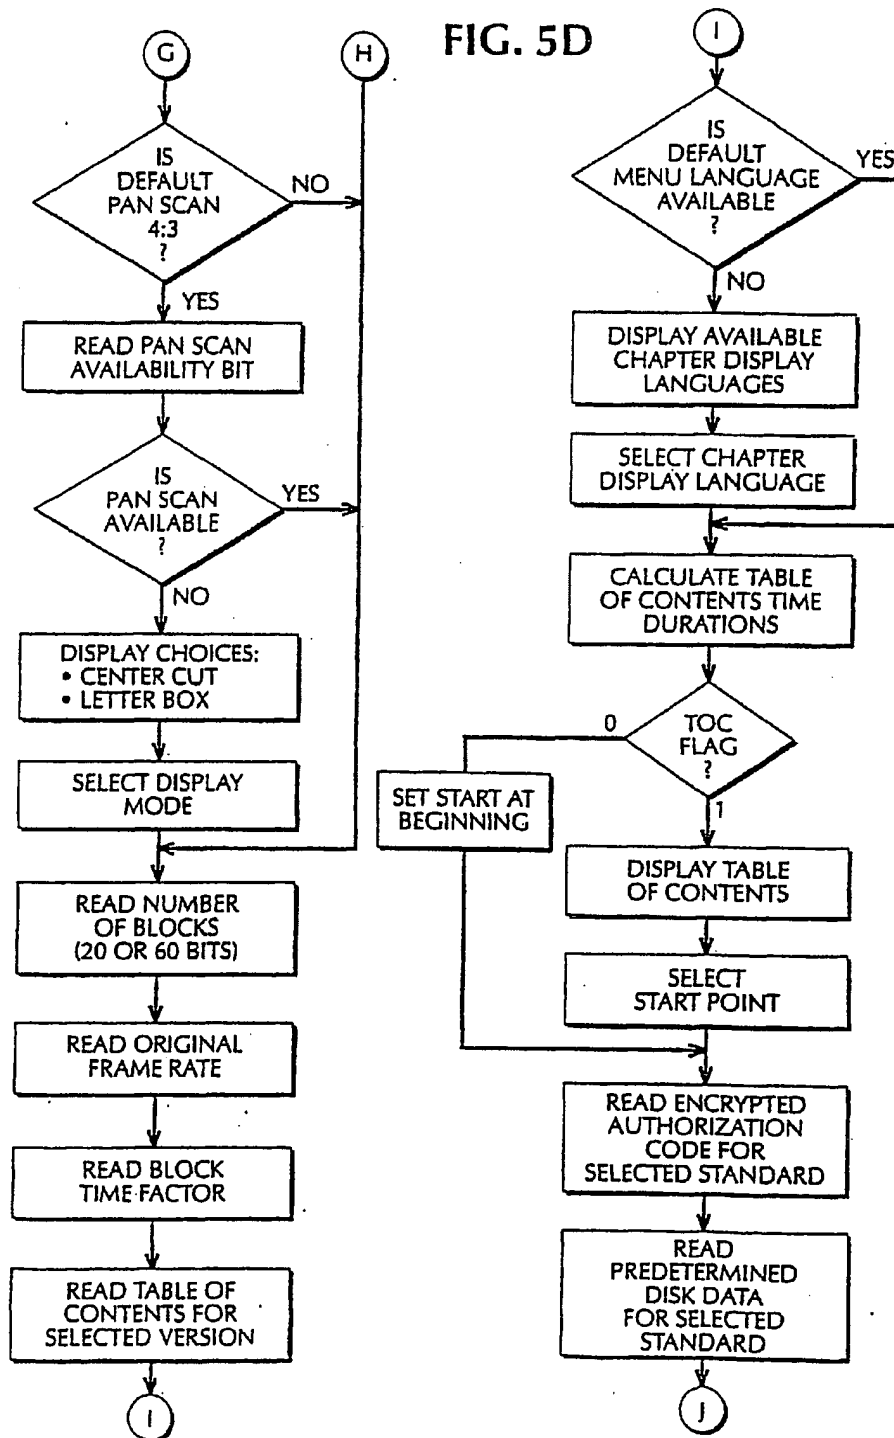 FIG. 5D
G
H
IS
DEFAULT
PAN SCAN
4:3
?
NO
YES
READ PAN SCAN
AVAILABILITY BIT
IS
PAN SCAN
AVAILABLE
?
YES
NO
DISPLAY CHOICES:
• CENTER CUT
• LETTER BOX
SELECT DISPLAY
MODE
READ NUMBER
OF BLOCKS
(20 OR 60 BITS)
READ ORIGINAL
FRAME RATE
READ BLOCK
TIME FACTOR
READ TABLE OF
CONTENTS FOR
SELECTED VERSION
I
I
IS
DEFAULT
MENU LANGUAGE
AVAILABLE
?
YES
NO
DISPLAY AVAILABLE
CHAPTER DISPLAY
LANGUAGES
SELECT CHAPTER
DISPLAY LANGUAGE
CALCULATE TABLE
OF CONTENTS TIME
DURATIONS
TOC
FLAG
?
0
1
SET START AT
BEGINNING
DISPLAY TABLE
OF CONTENTS
SELECT
START POINT
READ ENCRYPTED
AUTHORIZATION
CODE FOR
SELECTED STANDARD
READ
PREDETERMINED
DISK DATA
FOR SELECTED
STANDARD
J